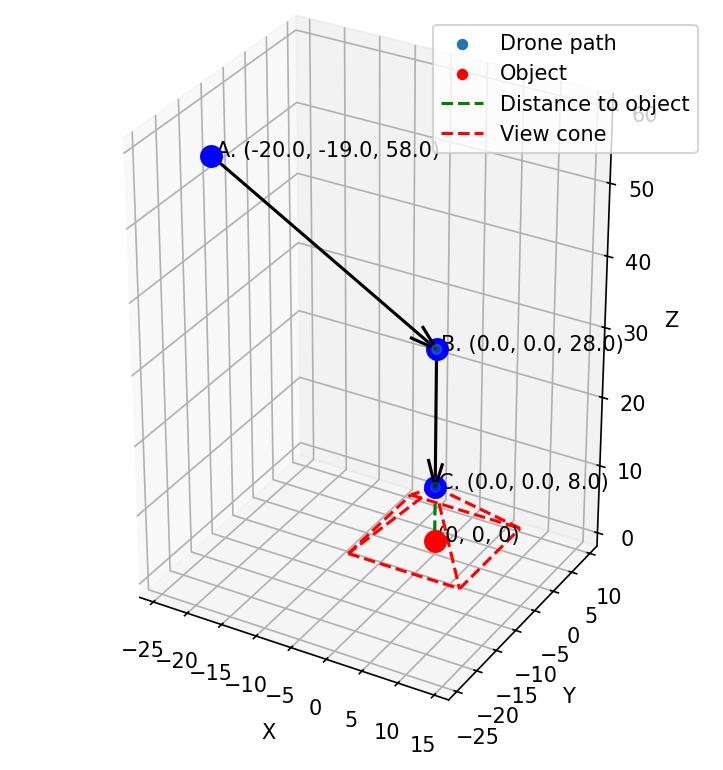 Drone path
Object
Distance to object
View cone
A. (-20.0, -19.0, 58.0)
B. (0.0, 0.0, 28.0)
C. (0.0, 0.0, 8.0)
(0, 0, 0)
60
50
40
30
20
10
0
Z
−25
−20
−15
−10
−5
0
5
10
15
X
−25
−20
−15
−10
−5
0
5
10
Y